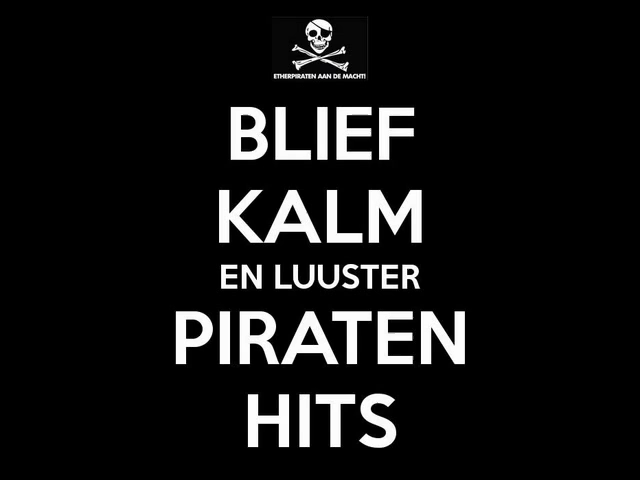 ETHERPIRATEN AAN DE MACHT!
BLIEF
KALM
EN LUUSTER
PIRATEN
HITS